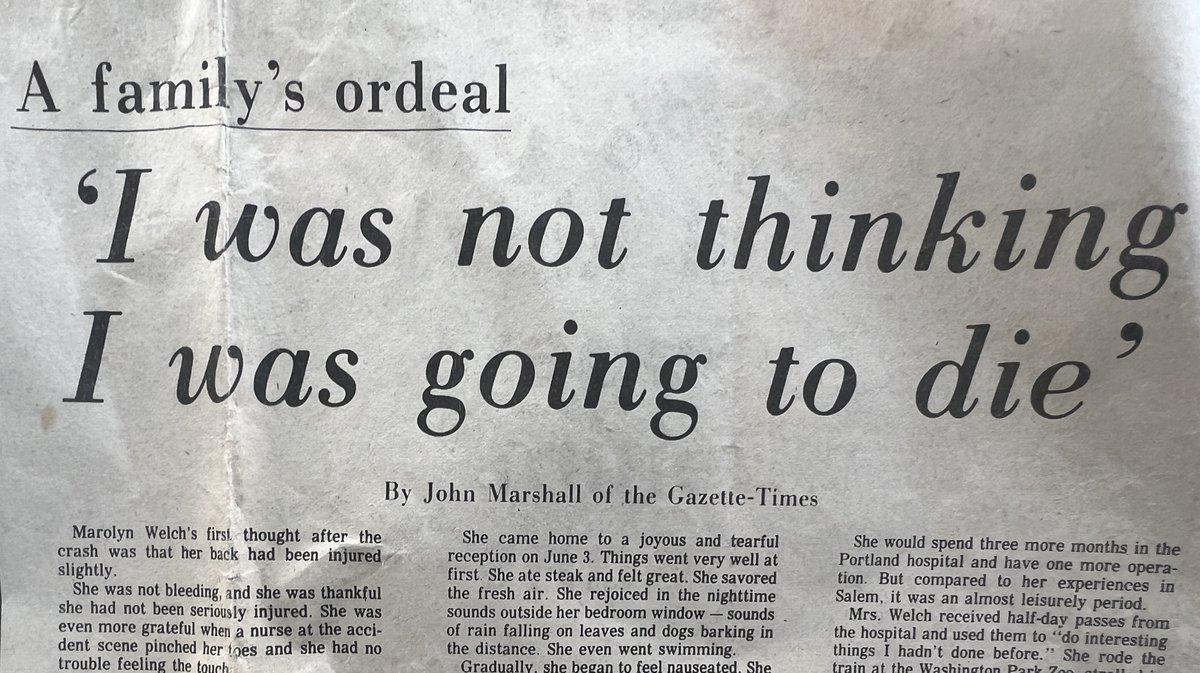 A family's ordeal
'I was not thinking
I was going to die'
By John Marshall of the Gazette-Times
Marolyn Welch's first thought after the
crash was that her back had been injured
slightly.
She was not bleeding, and she was thankful
she had not been seriously injured. She was
even more grateful when a nurse at the acci-
dent scene pinched her toes and she had no
trouble feeling the touch.
She came home to a joyous and tearful
reception on June 3. Things went very well at
first. She ate steak and felt great. She savored
the fresh air. She rejoiced in the nighttime
sounds outside her bedroom window — sounds
of rain falling on leaves and dogs barking in
the distance. She even went swimming.
Gradually, she began to feel nauseated. She
She would spend three more months in the
Portland hospital and have one more opera-
tion. But compared to her experiences in
Salem, it was an almost leisurely period.
Mrs. Welch received half-day passes from
the hospital and used them to "do interesting
things I hadn't done before." She rode the
train at the Washington Park Zoo,